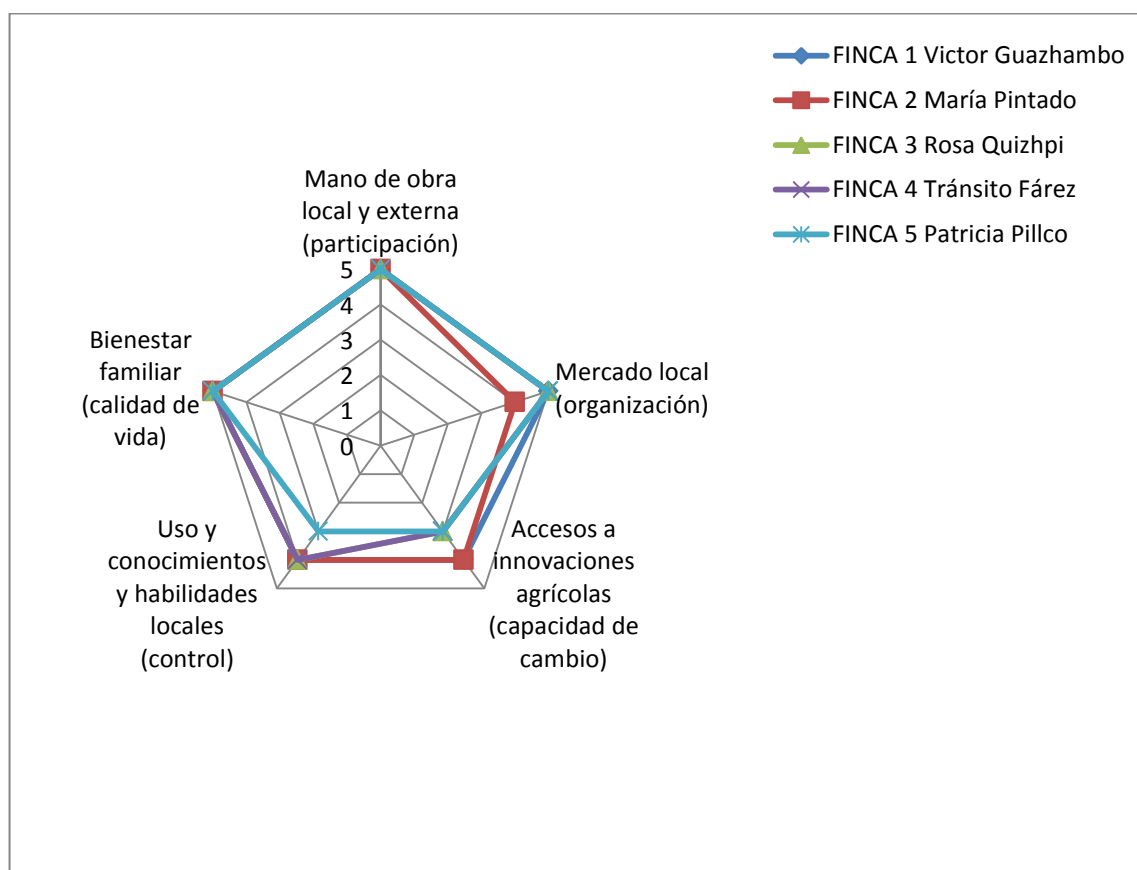 FINCA 1 Victor Guazhambo
FINCA 2 María Pintado
FINCA 3 Rosa Quizhpi
FINCA 4 Tránsito Fárez
FINCA 5 Patricia Pillco
Mano de obra
local y externa
(participación)
5
4
3
2
1
0
Mercado local
(organización)
Accesos a
innovaciones
agrícolas
(capacidad de
cambio)
Uso y
conocimientos
y habilidades
locales
(control)
Bienestar
familiar
(calidad de
vida)